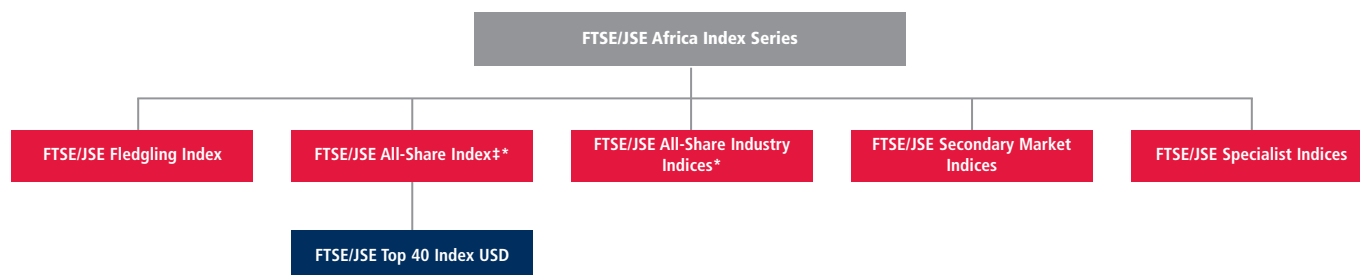 FTSE/JSE Africa Index Series
FTSE/JSE Fledgling Index
FTSE/JSE All-Share Index‡*
FTSE/JSE All-Share Industry
Indices*
FTSE/JSE Secondary Market
Indices
FTSE/JSE Specialist Indices
FTSE/JSE Top 40 Index USD